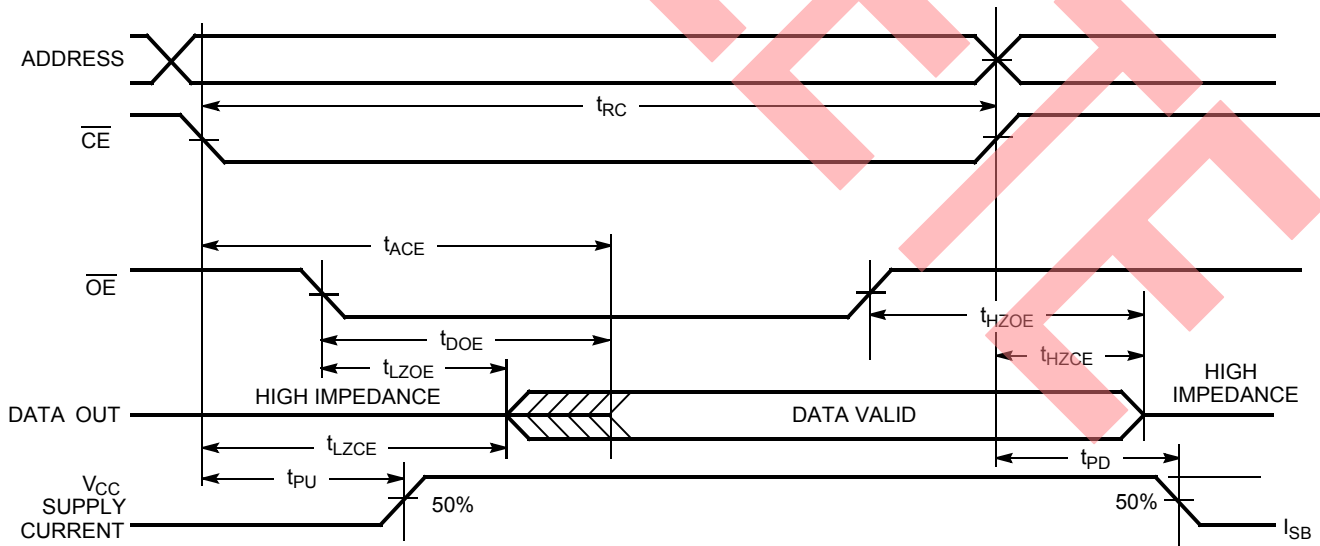 ADDRESS
tRC
CE
tACE
OE
tHZOE
tDOE
tHZCE
tLZOE
HIGH IMPEDANCE
HIGH
IMPEDANCE
DATA OUT
DATA VALID
tLZCE
tPD
tPU
VCC
SUPPLY
CURRENT
50%
50%
ISB